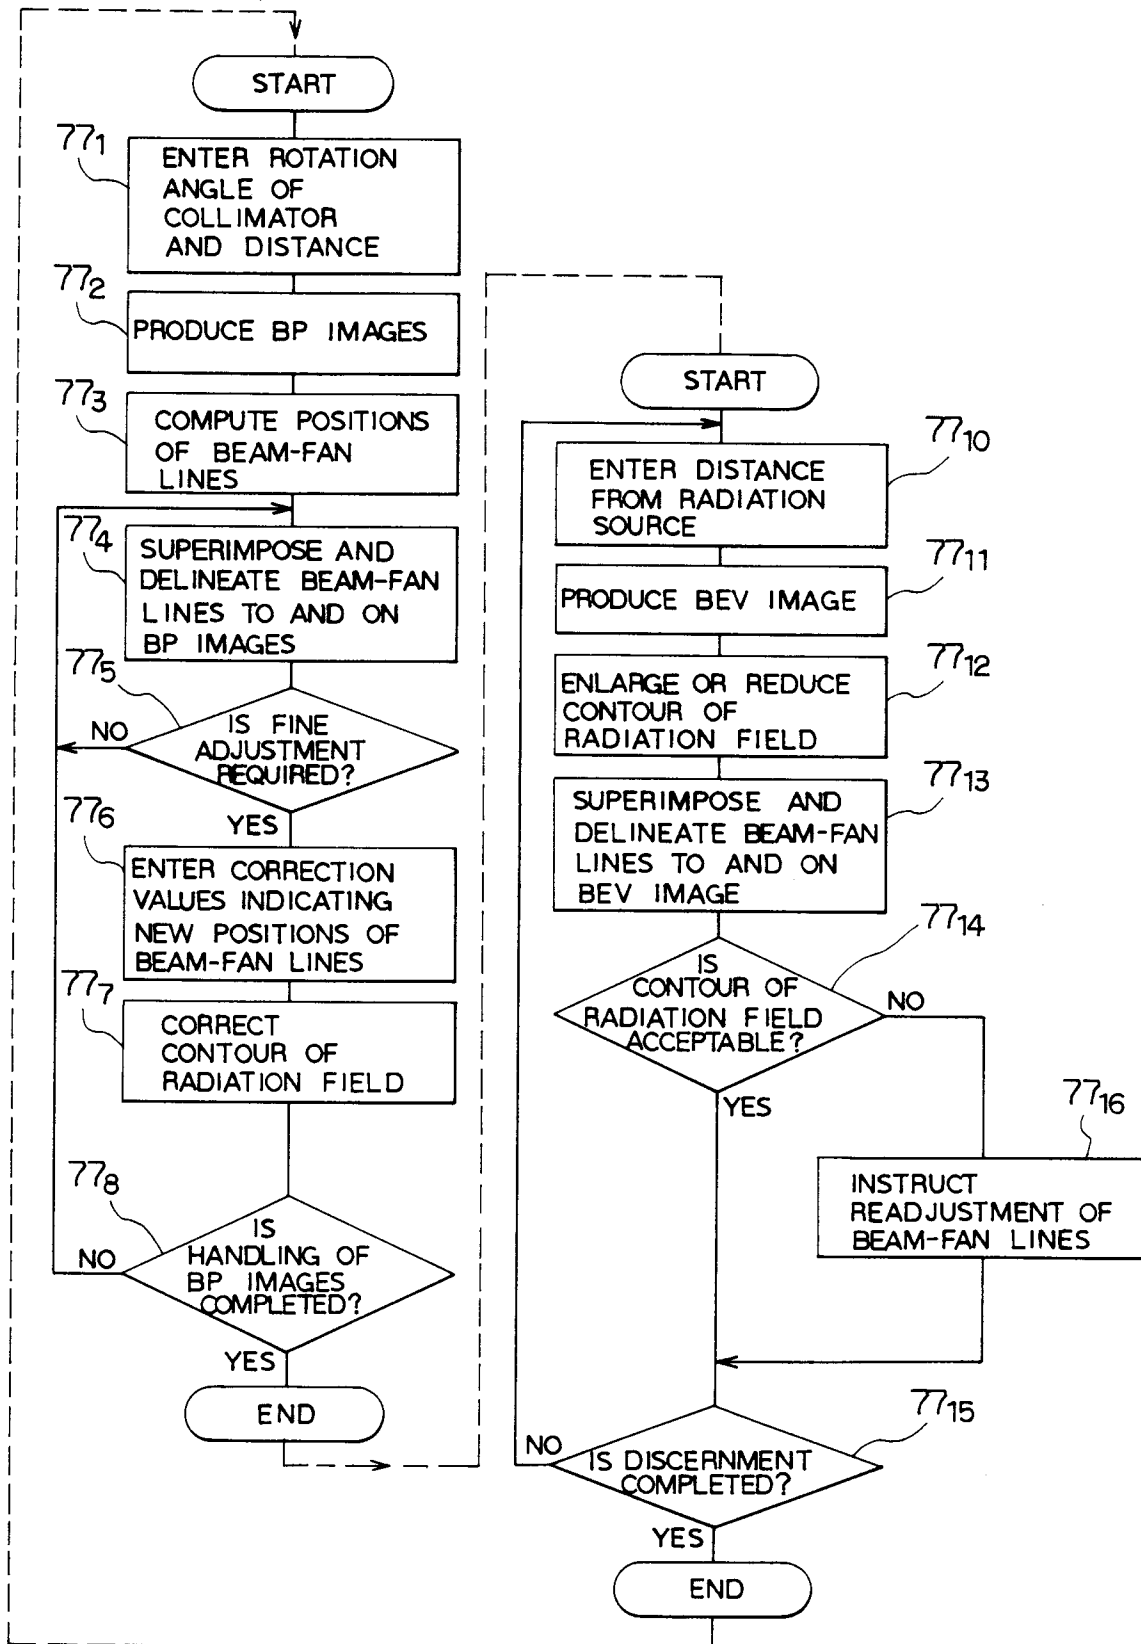 START
77₁
ENTER ROTATION
ANGLE OF
COLLIMATOR
AND DISTANCE
77₂
PRODUCE BP IMAGES
77₃
COMPUTE POSITIONS
OF BEAM-FAN
LINES
77₄
SUPERIMPOSE AND
DELINEATE BEAM-FAN
LINES TO AND ON
BP IMAGES
77₅
NO
IS FINE
ADJUSTMENT
REQUIRED?
YES
77₆
ENTER CORRECTION
VALUES INDICATING
NEW POSITIONS OF
BEAM-FAN LINES
77₇
CORRECT
CONTOUR OF
RADIATION FIELD
77₈
NO
IS
HANDLING OF
BP IMAGES
COMPLETED?
YES
END
START
77₁₀
ENTER DISTANCE
FROM RADIATION
SOURCE
77₁₁
PRODUCE BEV IMAGE
77₁₂
ENLARGE OR REDUCE
CONTOUR OF
RADIATION FIELD
77₁₃
SUPERIMPOSE AND
DELINEATE BEAM-FAN
LINES TO AND ON
BEV IMAGE
77₁₄
IS
CONTOUR OF
RADIATION FIELD
ACCEPTABLE?
NO
YES
77₁₆
INSTRUCT
READJUSTMENT OF
BEAM-FAN LINES
77₁₅
NO
IS DISCERNMENT
COMPLETED?
YES
END